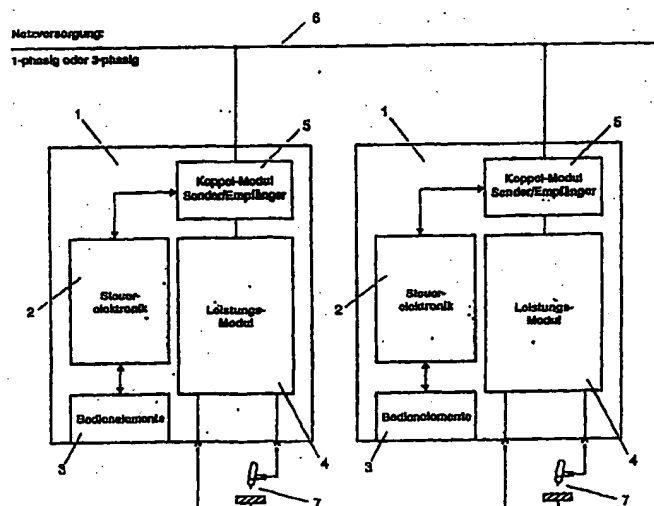 Netzversorgung:
6
1-phasig oder 3-phasig
1
5
1
5
Koppel-Modul
Sender/Empfänger
Koppel-Modul
Sender/Empfänger
Steuer-
elektronik
Leistungs-
Modul
Steuer-
elektronik
Leistungs-
Modul
2
2
Bedienelemente
Bedienelemente
3
4
3
4
7
7